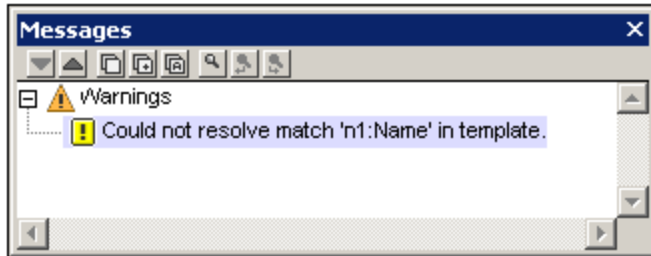 Messages
Warnings
Could not resolve match 'n1:Name' in template.